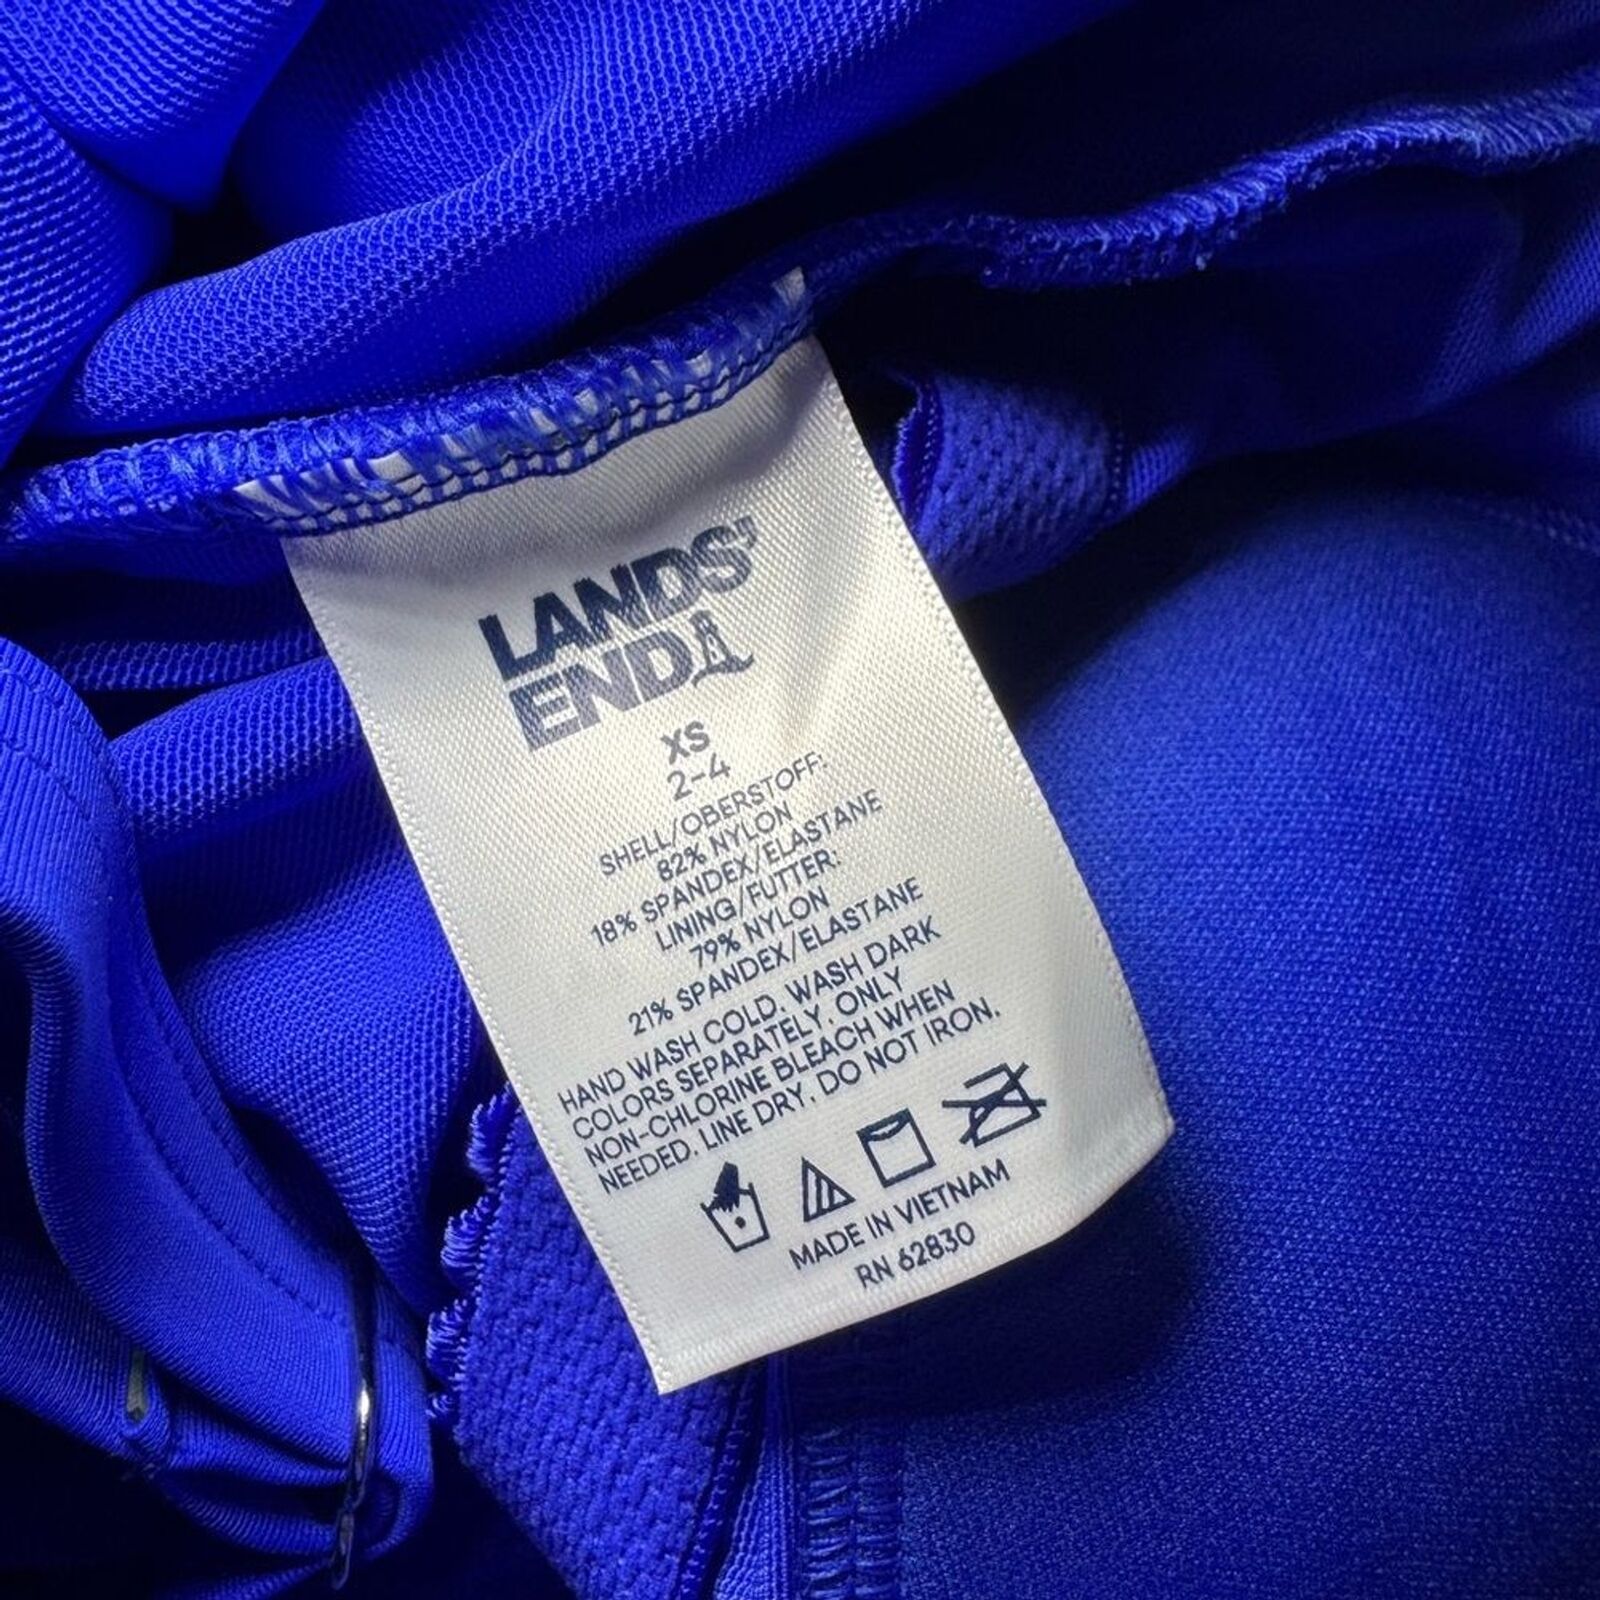 LANDS'
END
XS
2-4
SHELL/OBERSTOFF:
82% NYLON
18% SPANDEX/ELASTANE
LINING/FUTTER:
79% NYLON
21% SPANDEX/ELASTANE
HAND WASH COLD. WASH DARK
COLORS SEPARATELY. ONLY
NON-CHLORINE BLEACH WHEN
NEEDED. LINE DRY. DO NOT IRON.
MADE IN VIETNAM
RN 62830